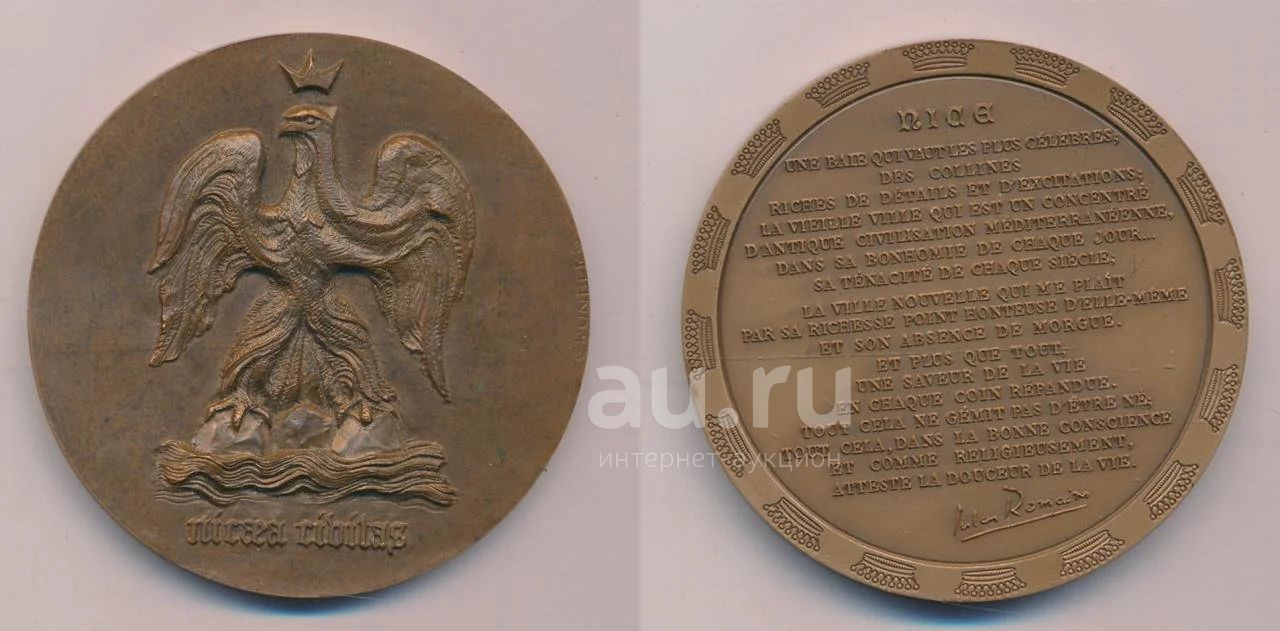 nicæa civitas
NICE
UNE BAIE QUI VAUT LES PLUS CÉLÈBRES;
DES COLLINES
RICHES DE DÉTAILS ET D'EXCITATIONS;
LA VIEILLE VILLE QUI EST UN CONCENTRÉ
D'ANTIQUE CIVILISATION MÉDITERRANÉENNE,
DANS SA BONHOMIE DE CHAQUE JOUR...
SA TÉNACITÉ DE CHAQUE SIÈCLE;
LA VILLE NOUVELLE QUI ME PLAÎT
PAR SA RICHESSE POINT HONTEUSE D'ELLE-MÊME
ET SON ABSENCE DE MORGUE.
ET PLUS QUE TOUT,
UNE SAVEUR DE LA VIE
EN CHAQUE COIN RÉPANDUE.
TOUT CELA NE GÉMIT PAS D'ÊTRE NÉ;
TOUT CELA, DANS LA BONNE CONSCIENCE
ET COMME RELIGIEUSEMENT,
ATTESTE LA DOUCEUR DE LA VIE.
Jules Romains
au.ru
интернет-аукцион